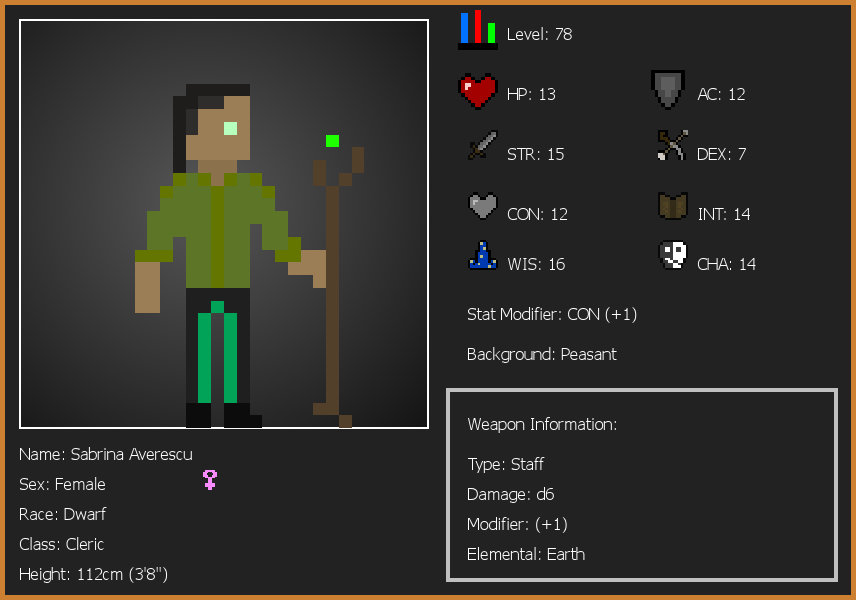 Level: 78
HP: 13
AC: 12
STR: 15
DEX: 7
CON: 12
INT: 14
WIS: 16
CHA: 14
Stat Modifier: CON (+1)
Background: Peasant
Weapon Information:
Type: Staff
Damage: d6
Modifier: (+1)
Elemental: Earth
Name: Sabrina Averescu
Sex: Female
Race: Dwarf
Class: Cleric
Height: 112cm (3'8")